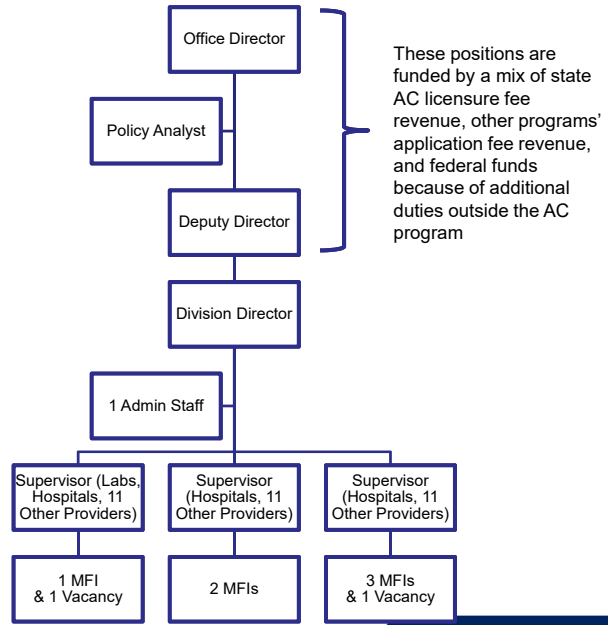 Office Director
These positions are
funded by a mix of state
AC licensure fee
revenue, other programs’
application fee revenue,
and federal funds
because of additional
duties outside the AC
program
Policy Analyst
Deputy Director
Division Director
1 Admin Staff
Supervisor (Labs,
Hospitals, 11
Other Providers)
Supervisor
(Hospitals, 11
Other Providers)
Supervisor
(Hospitals, 11
Other Providers)
1 MFI
& 1 Vacancy
2 MFIs
3 MFIs
& 1 Vacancy